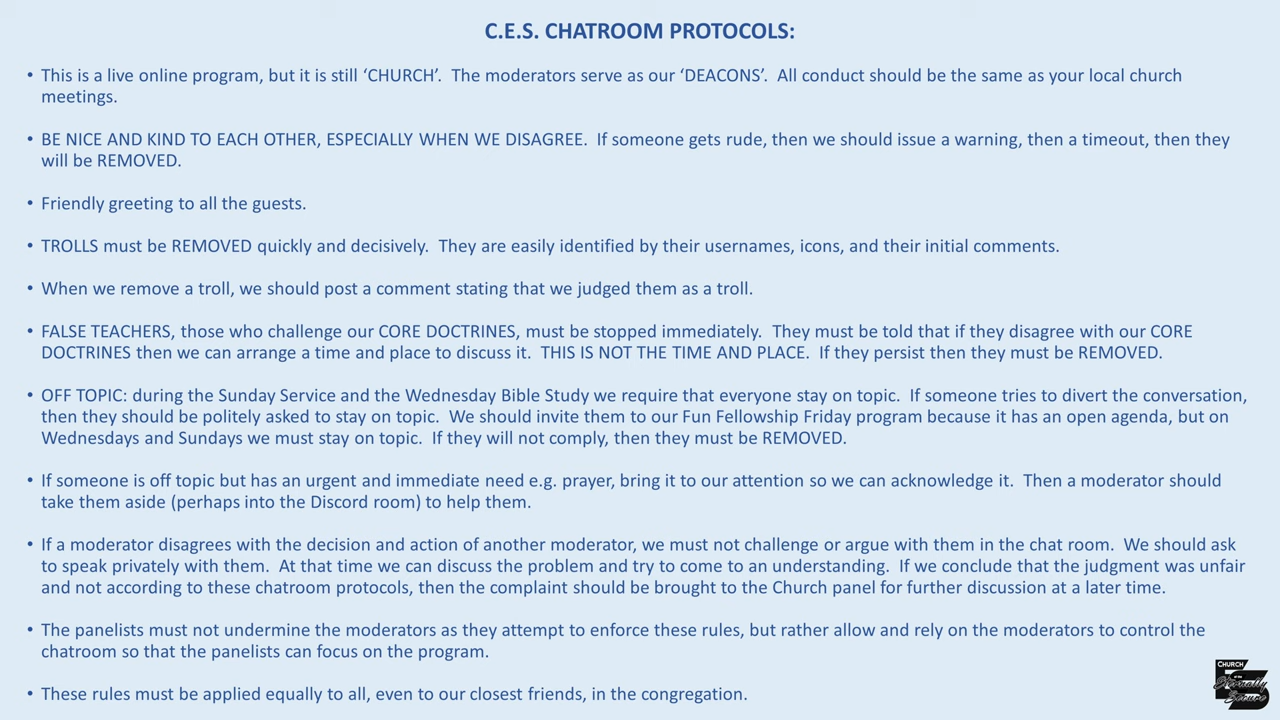 C.E.S. CHATROOM PROTOCOLS:
• This is a live online program, but it is still ‘CHURCH’.  The moderators serve as our ‘DEACONS’.  All conduct should be the same as your local church
meetings.
• BE NICE AND KIND TO EACH OTHER, ESPECIALLY WHEN WE DISAGREE.  If someone gets rude, then we should issue a warning, then a timeout, then they
will be REMOVED.
• Friendly greeting to all the guests.
• TROLLS must be REMOVED quickly and decisively.  They are easily identified by their usernames, icons, and their initial comments.
• When we remove a troll, we should post a comment stating that we judged them as a troll.
• FALSE TEACHERS, those who challenge our CORE DOCTRINES, must be stopped immediately.  They must be told that if they disagree with our CORE
DOCTRINES then we can arrange a time and place to discuss it.  THIS IS NOT THE TIME AND PLACE.  If they persist then they must be REMOVED.
• OFF TOPIC: during the Sunday Service and the Wednesday Bible Study we require that everyone stay on topic.  If someone tries to divert the conversation,
then they should be politely asked to stay on topic.  We should invite them to our Fun Fellowship Friday program because it has an open agenda, but on
Wednesdays and Sundays we must stay on topic.  If they will not comply, then they must be REMOVED.
• If someone is off topic but has an urgent and immediate need e.g. prayer, bring it to our attention so we can acknowledge it.  Then a moderator should
take them aside (perhaps into the Discord room) to help them.
• If a moderator disagrees with the decision and action of another moderator, we must not challenge or argue with them in the chat room.  We should ask
to speak privately with them.  At that time we can discuss the problem and try to come to an understanding.  If we conclude that the judgment was unfair
and not according to these chatroom protocols, then the complaint should be brought to the Church panel for further discussion at a later time.
• The panelists must not undermine the moderators as they attempt to enforce these rules, but rather allow and rely on the moderators to control the
chatroom so that the panelists can focus on the program.
• These rules must be applied equally to all, even to our closest friends, in the congregation.
CHURCH
of the
Eternally
Secure